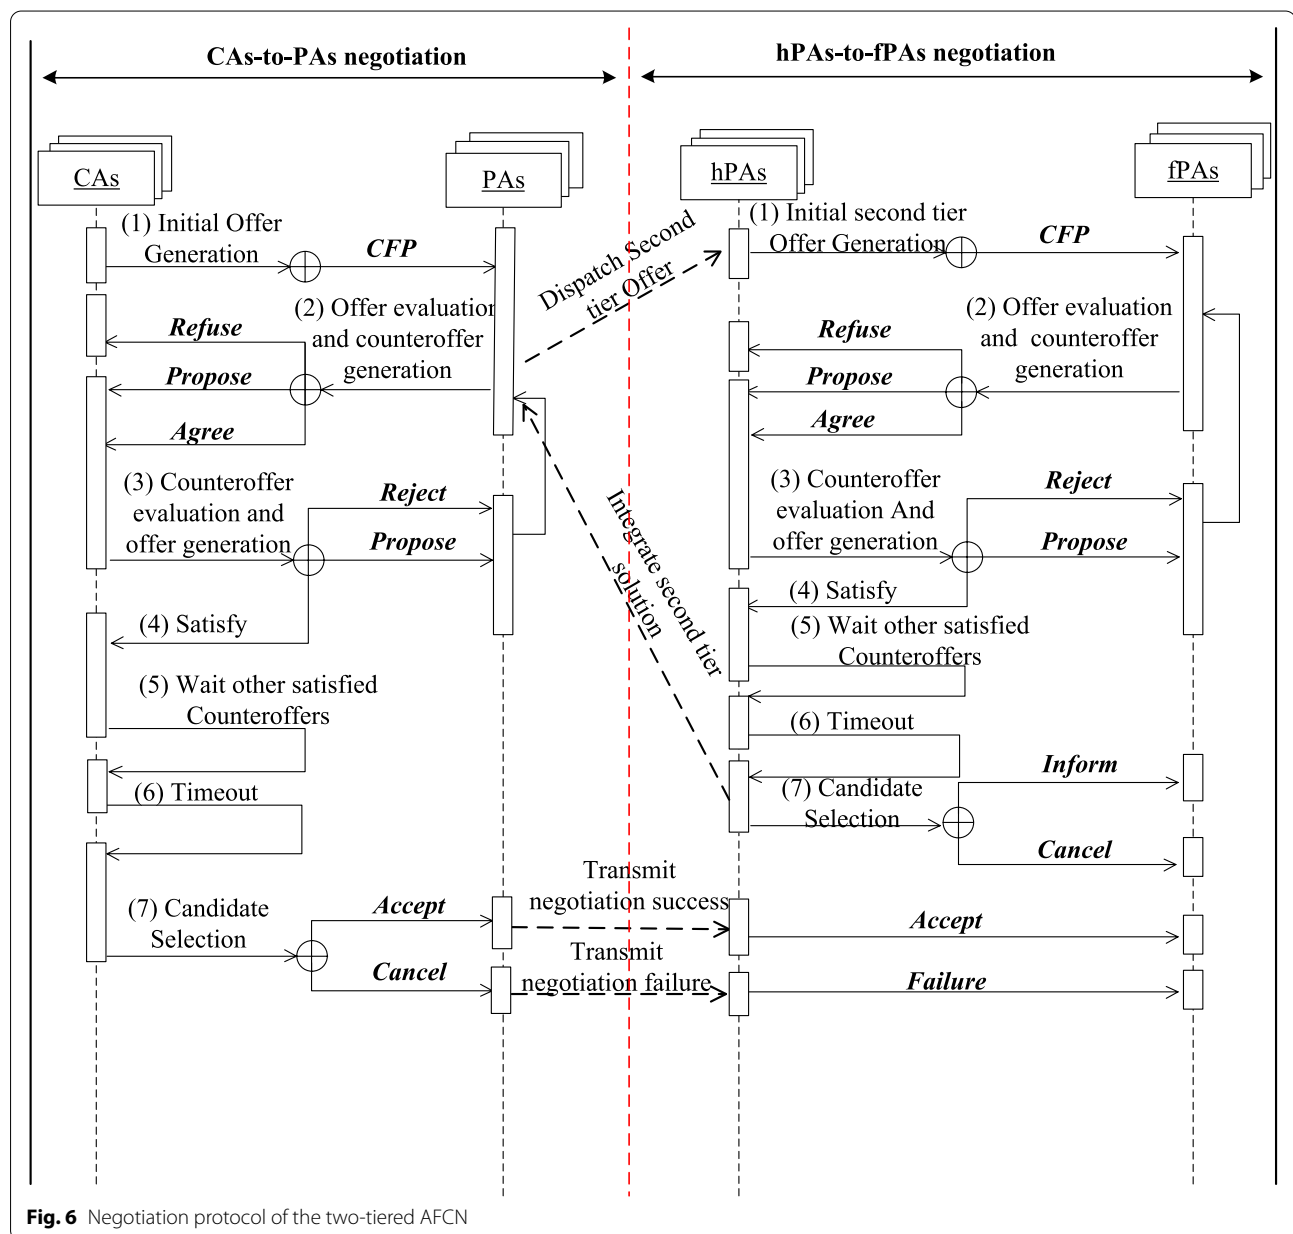 CAs-to-PAs negotiation
hPAs-to-fPAs negotiation
CAs
PAs
hPAs
fPAs
(1) Initial Offer
Generation
CFP
(2) Offer evaluation
and counteroffer
generation
Refuse
Propose
Agree
(3) Counteroffer
evaluation and
offer generation
Reject
Propose
(4) Satisfy
(5) Wait other satisfied
Counteroffers
(6) Timeout
(7) Candidate
Selection
Accept
Cancel
Dispatch Second
tier Offer
Integrate second tier
solution
Transmit
negotiation success
Transmit
negotiation failure
(1) Initial second tier
Offer Generation
CFP
(2) Offer evaluation
and counteroffer
generation
Refuse
Propose
Agree
(3) Counteroffer
evaluation And
offer generation
Reject
Propose
(4) Satisfy
(5) Wait other satisfied
Counteroffers
(6) Timeout
(7) Candidate
Selection
Inform
Cancel
Accept
Failure
Fig. 6 Negotiation protocol of the two-tiered AFCN